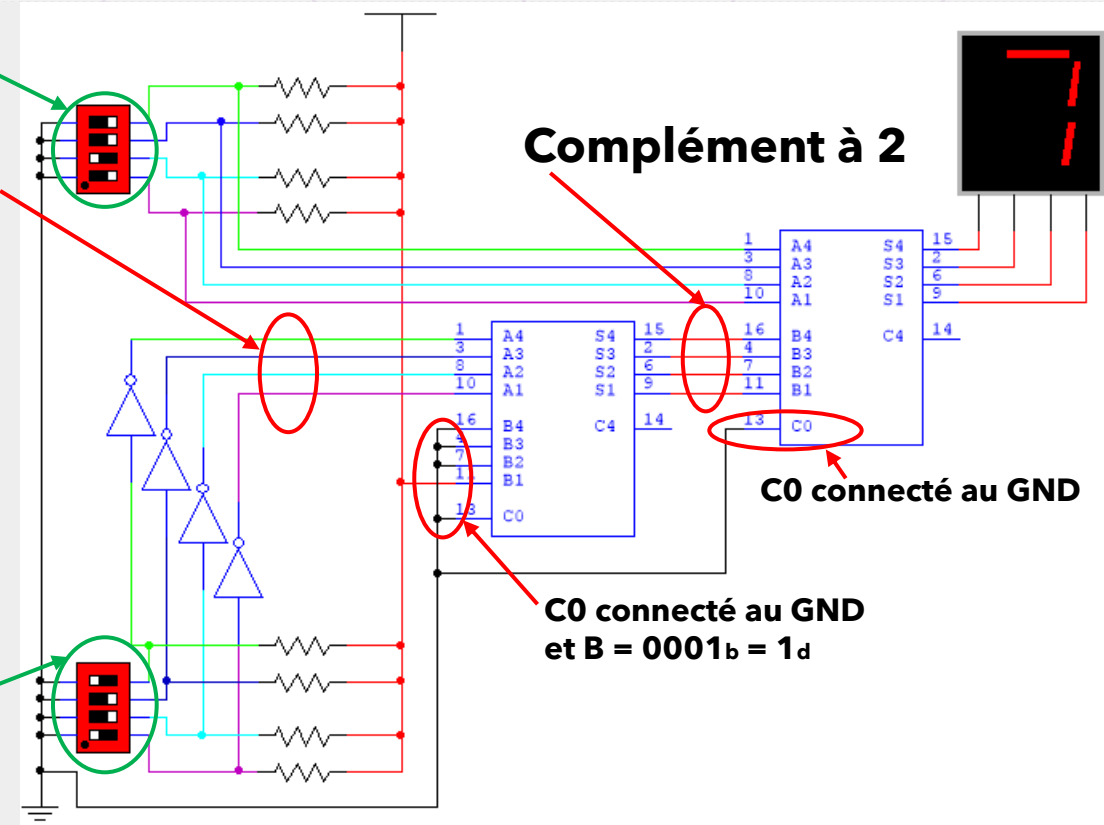 7
Complément à 2
1 A4 S4 15
3 A3 S3 2
8 A2 S2 6
10 A1 S1 9
16 B4 C4 14
4 B3
7 B2
11 B1
13 C0
C0 connecté au GND
1 A4 S4 15
3 A3 S3 2
8 A2 S2 6
10 A1 S1 9
16 B4 C4 14
4 B3
7 B2
1 B1
13 C0
C0 connecté au GND
et B = 0001b = 1d